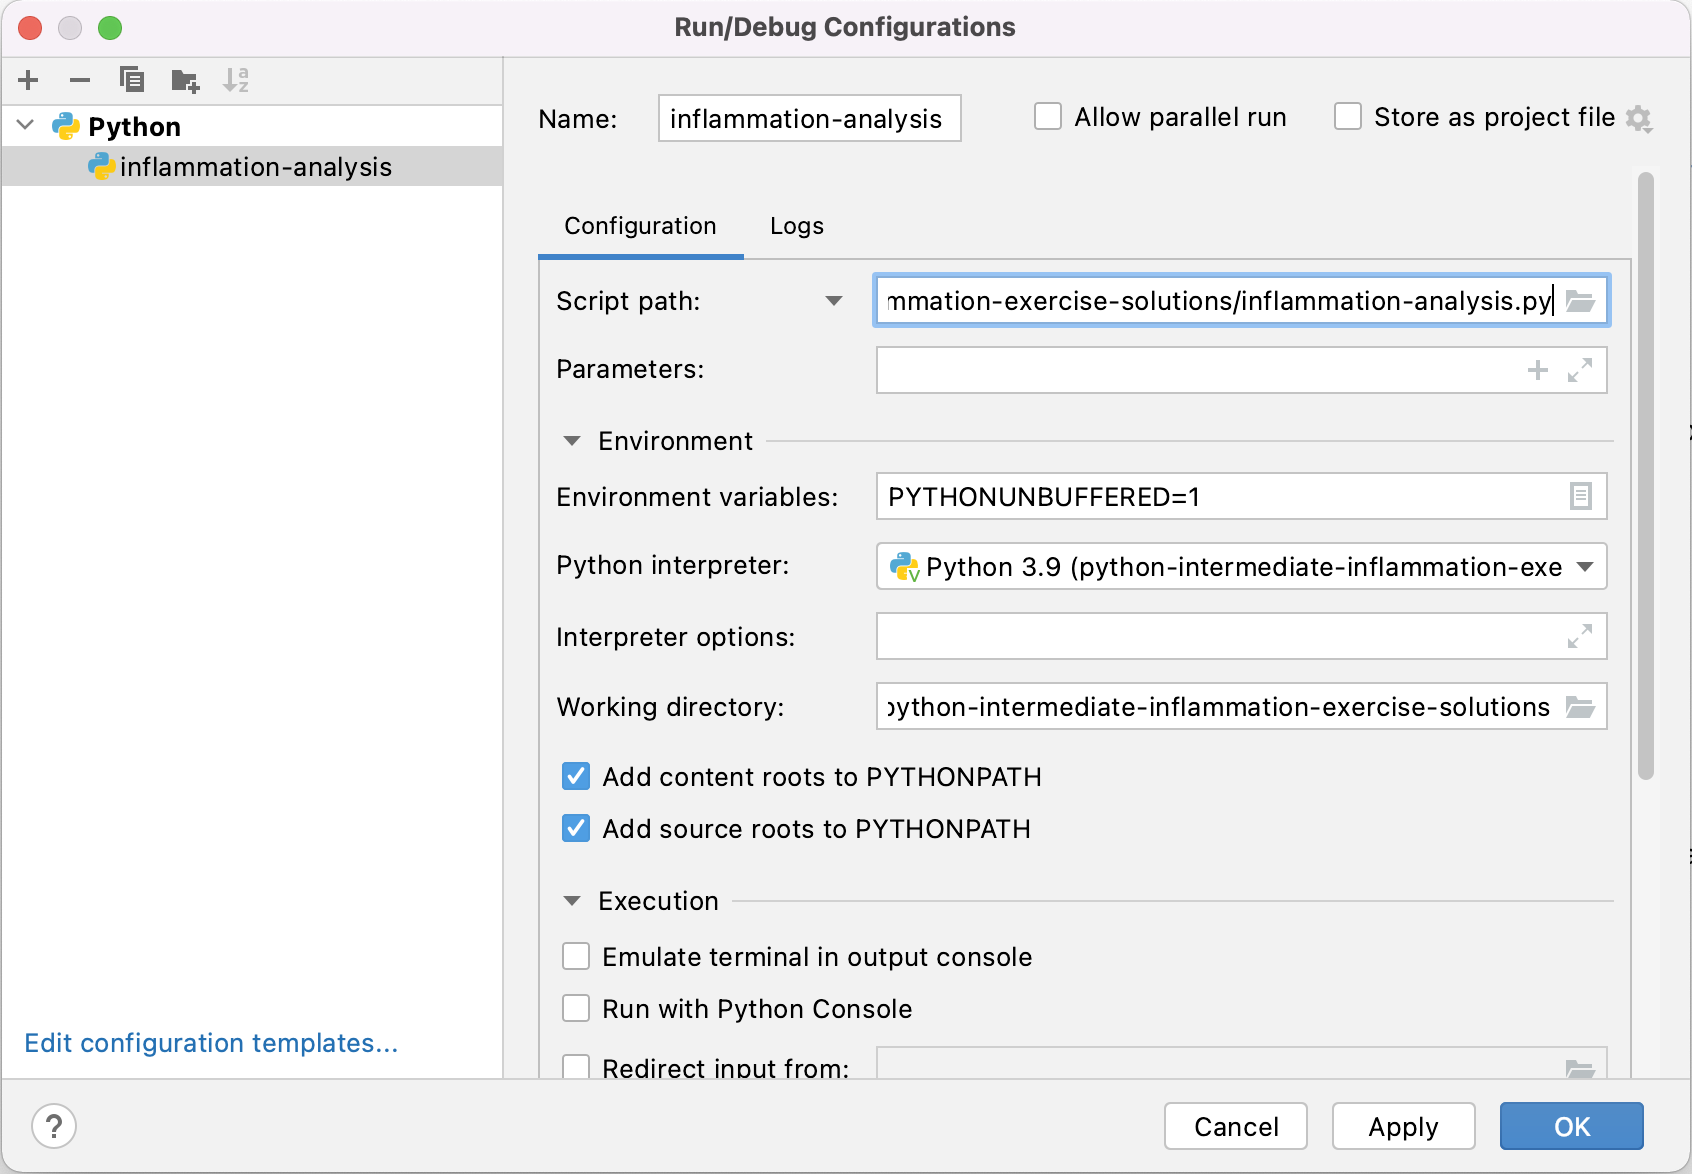 Run/Debug Configurations
Python
inflammation-analysis
Edit configuration templates...
Name: inflammation-analysis
Allow parallel run
Store as project file
Configuration Logs
Script path: mmation-exercise-solutions/inflammation-analysis.py
Parameters:
Environment
Environment variables: PYTHONUNBUFFERED=1
Python interpreter: Python 3.9 (python-intermediate-inflammation-exe
Interpreter options:
Working directory: python-intermediate-inflammation-exercise-solutions
Add content roots to PYTHONPATH
Add source roots to PYTHONPATH
Execution
Emulate terminal in output console
Run with Python Console
Redirect input from:
? Cancel Apply OK